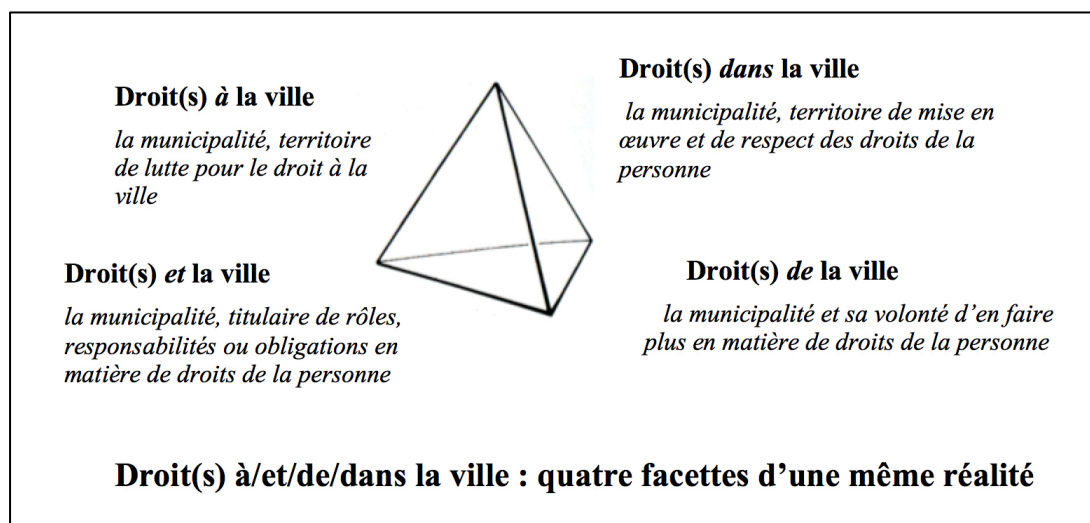 Droit(s) à la ville
la municipalité, territoire
de lutte pour le droit à la
ville
Droit(s) dans la ville
la municipalité, territoire de mise en
œuvre et de respect des droits de la
personne
Droit(s) et la ville
la municipalité, titulaire de rôles,
responsabilités ou obligations en
matière de droits de la personne
Droit(s) de la ville
la municipalité et sa volonté d’en faire
plus en matière de droits de la personne
Droit(s) à/et/de/dans la ville : quatre facettes d’une même réalité